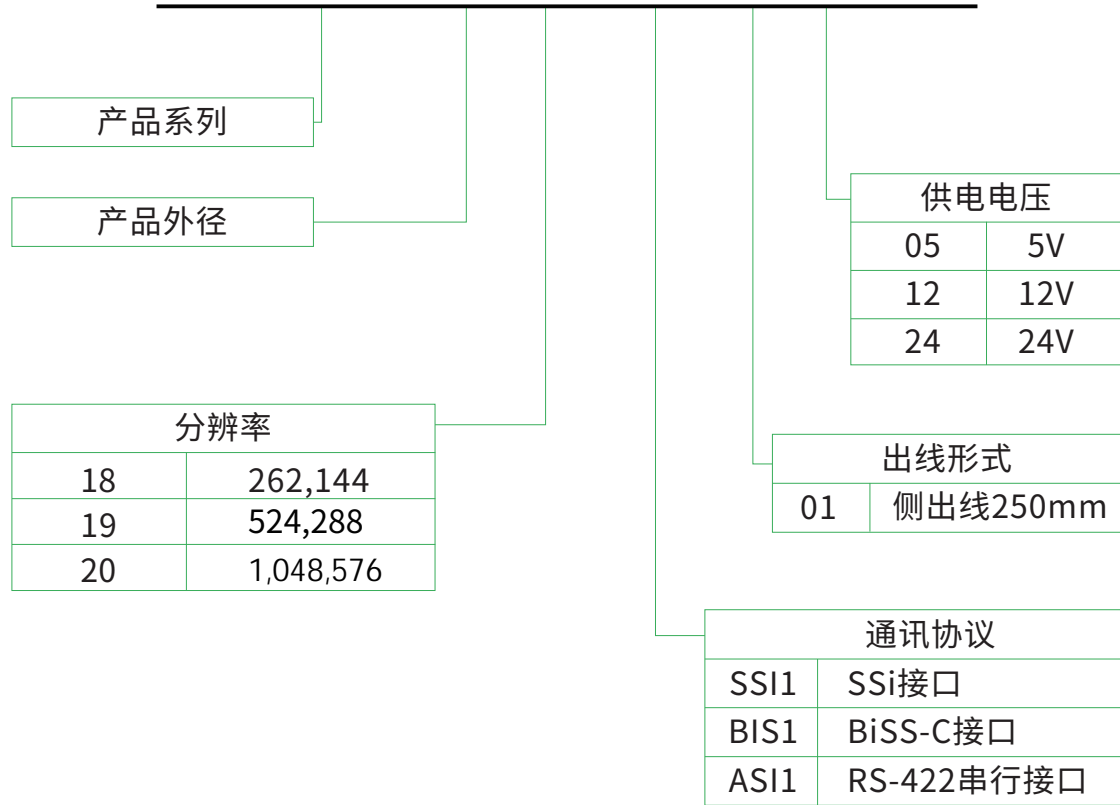 产品系列
产品外径
供电电压
05 5V
12 12V
24 24V
分辨率
18 262,144
19 524,288
20 1,048,576
出线形式
01 侧出线250mm
通讯协议
SSI1 SSi接口
BIS1 BiSS-C接口
ASI1 RS-422串行接口